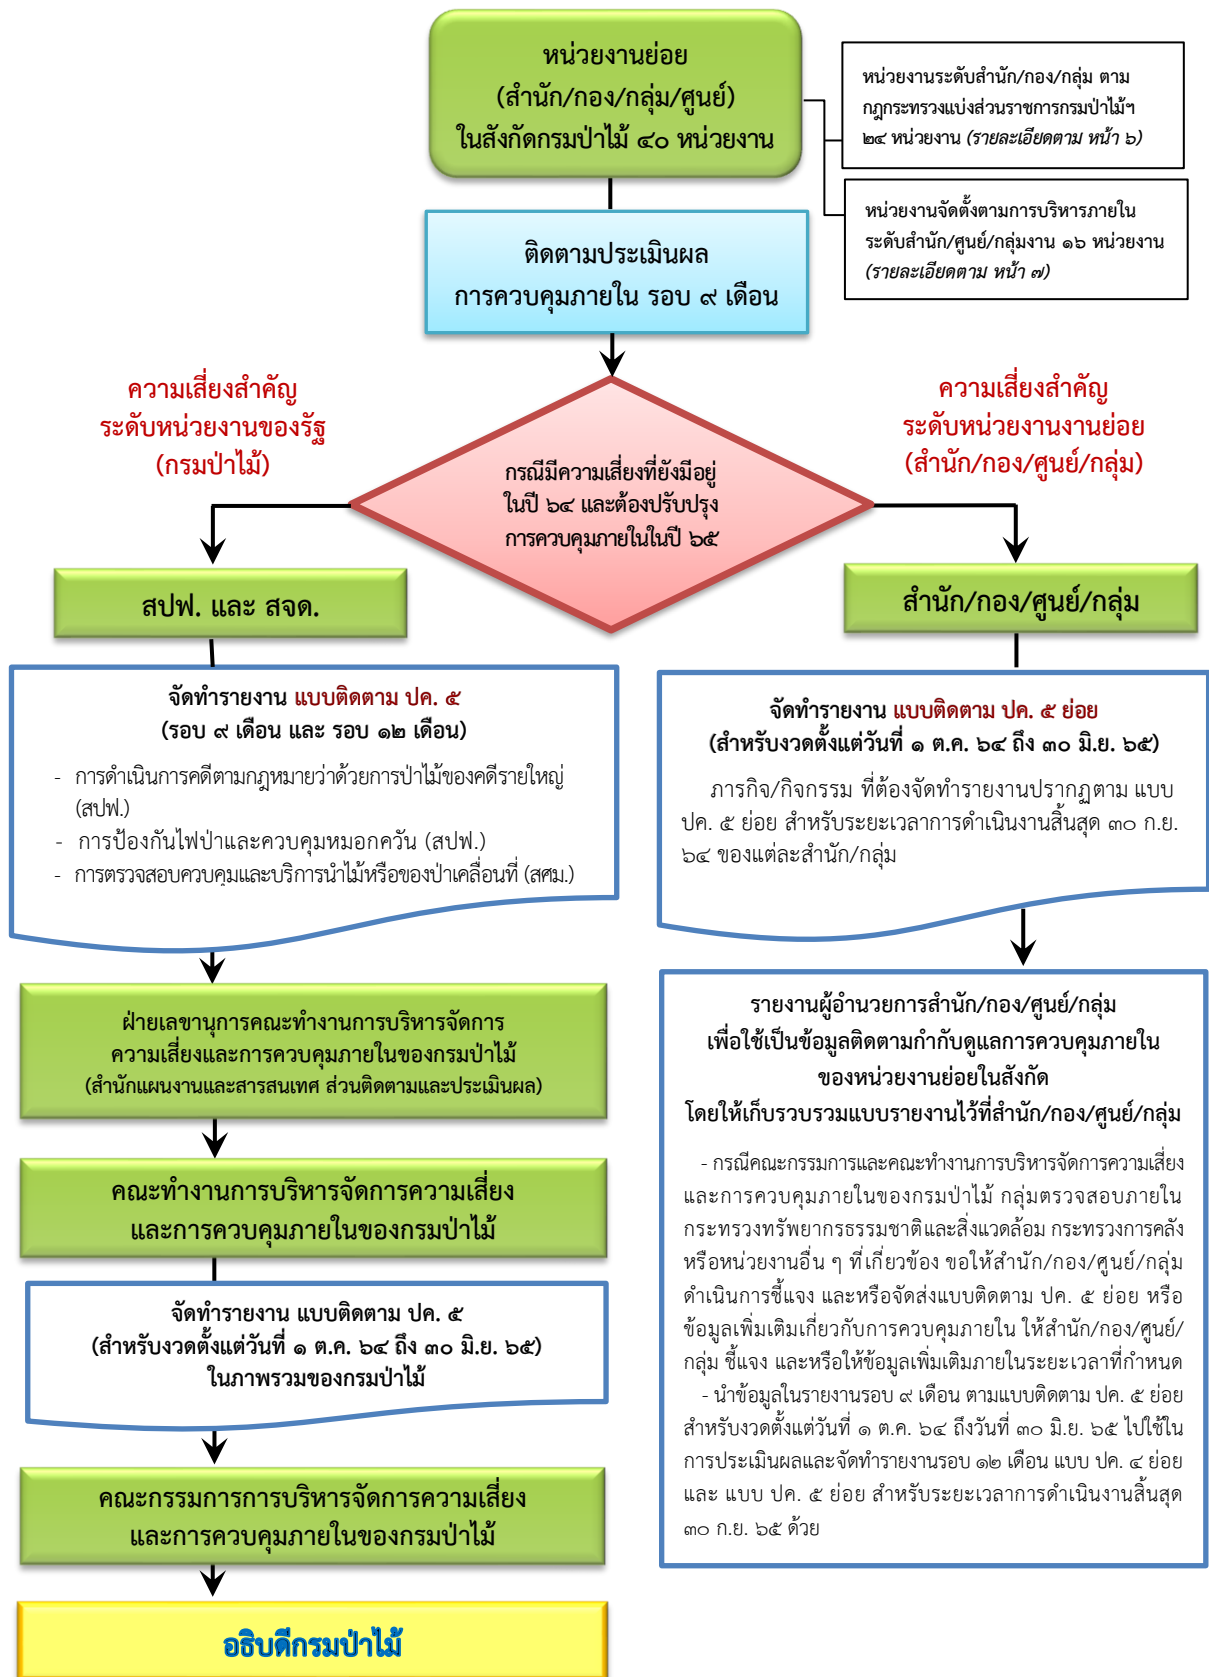 หน่วยงานย่อย
(สำนัก/กอง/กลุ่ม/ศูนย์)
ในสังกัดกรมป่าไม้ ๔๐ หน่วยงาน
หน่วยงานระดับสำนัก/กอง/กลุ่ม ตาม
กฎกระทรวงแบ่งส่วนราชการกรมป่าไม้ฯ
๒๔ หน่วยงาน (รายละเอียดตาม หน้า ๖)
หน่วยงานจัดตั้งตามการบริหารภายใน
ระดับสำนัก/ศูนย์/กลุ่มงาน ๑๖ หน่วยงาน
(รายละเอียดตาม หน้า ๗)
ติดตามประเมินผล
การควบคุมภายใน รอบ ๙ เดือน
ความเสี่ยงสำคัญ
ระดับหน่วยงานของรัฐ
(กรมป่าไม้)
ความเสี่ยงสำคัญ
ระดับหน่วยงานงานย่อย
(สำนัก/กอง/ศูนย์/กลุ่ม)
กรณีมีความเสี่ยงที่ยังมีอยู่
ในปี ๖๔ และต้องปรับปรุง
การควบคุมภายในในปี ๖๕
สปฟ. และ สจด.
สำนัก/กอง/ศูนย์/กลุ่ม
จัดทำรายงาน แบบติดตาม ปค. ๕
(รอบ ๙ เดือน และ รอบ ๑๒ เดือน)
- การดำเนินการคดีตามกฎหมายว่าด้วยการป่าไม้ของคดีรายใหญ่
(สปฟ.)
- การป้องกันไฟป่าและควบคุมหมอกควัน (สปฟ.)
- การตรวจสอบควบคุมและบริการนำไม้หรือของป่าเคลื่อนที่ (สศม.)
จัดทำรายงาน แบบติดตาม ปค. ๕ ย่อย
(สำหรับงวดตั้งแต่วันที่ ๑ ต.ค. ๖๔ ถึง ๓๐ มิ.ย. ๖๕)
ภารกิจ/กิจกรรม ที่ต้องจัดทำรายงานปรากฏตาม แบบ
ปค. ๕ ย่อย สำหรับระยะเวลาการดำเนินงานสิ้นสุด ๓๐ ก.ย.
๖๔ ของแต่ละสำนัก/กลุ่ม
ฝ่ายเลขานุการคณะทำงานการบริหารจัดการ
ความเสี่ยงและการควบคุมภายในของกรมป่าไม้
(สำนักแผนงานและสารสนเทศ ส่วนติดตามและประเมินผล)
คณะทำงานการบริหารจัดการความเสี่ยง
และการควบคุมภายในของกรมป่าไม้
จัดทำรายงาน แบบติดตาม ปค. ๕
(สำหรับงวดตั้งแต่วันที่ ๑ ต.ค. ๖๔ ถึง ๓๐ มิ.ย. ๖๕)
ในภาพรวมของกรมป่าไม้
คณะกรรมการการบริหารจัดการความเสี่ยง
และการควบคุมภายในของกรมป่าไม้
อธิบดีกรมป่าไม้
รายงานผู้อำนวยการสำนัก/กอง/ศูนย์/กลุ่ม
เพื่อใช้เป็นข้อมูลติดตามกำกับดูแลการควบคุมภายใน
ของหน่วยงานย่อยในสังกัด
โดยให้เก็บรวบรวมแบบรายงานไว้ที่สำนัก/กอง/ศูนย์/กลุ่ม
- กรณีคณะกรรมการและคณะทำงานการบริหารจัดการความเสี่ยง
และการควบคุมภายในของกรมป่าไม้ กลุ่มตรวจสอบภายใน
กระทรวงทรัพยากรธรรมชาติและสิ่งแวดล้อม กระทรวงการคลัง
หรือหน่วยงานอื่น ๆ ที่เกี่ยวข้อง ขอให้สำนัก/กอง/ศูนย์/กลุ่ม
ดำเนินการชี้แจง และหรือจัดส่งแบบติดตาม ปค. ๕ ย่อย หรือ
ข้อมูลเพิ่มเติมเกี่ยวกับการควบคุมภายใน ให้สำนัก/กอง/ศูนย์/
กลุ่ม ชี้แจง และหรือให้ข้อมูลเพิ่มเติมภายในระยะเวลาที่กำหนด
- นำข้อมูลในรายงานรอบ ๙ เดือน ตามแบบติดตาม ปค. ๕ ย่อย
สำหรับงวดตั้งแต่วันที่ ๑ ต.ค. ๖๔ ถึงวันที่ ๓๐ มิ.ย. ๖๕ ไปใช้ใน
การประเมินผลและจัดทำรายงานรอบ ๑๒ เดือน แบบ ปค. ๔ ย่อย
และ แบบ ปค. ๕ ย่อย สำหรับระยะเวลาการดำเนินงานสิ้นสุด
๓๐ ก.ย. ๖๕ ด้วย